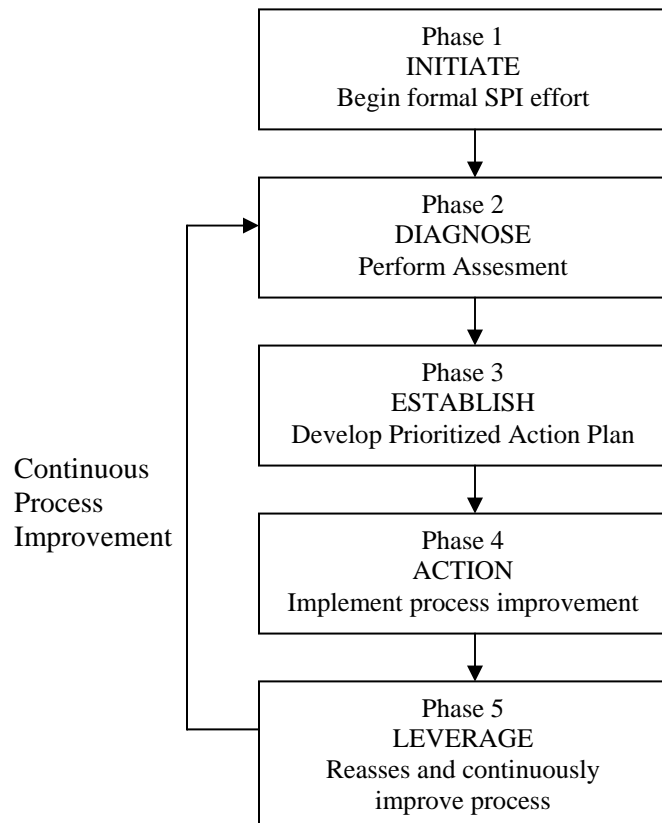 Phase 1
INITIATE
Begin formal SPI effort
Phase 2
DIAGNOSE
Perform Assesment
Phase 3
ESTABLISH
Develop Prioritized Action Plan
Continuous
Process
Improvement
Phase 4
ACTION
Implement process improvement
Phase 5
LEVERAGE
Reasses and continuously
improve process